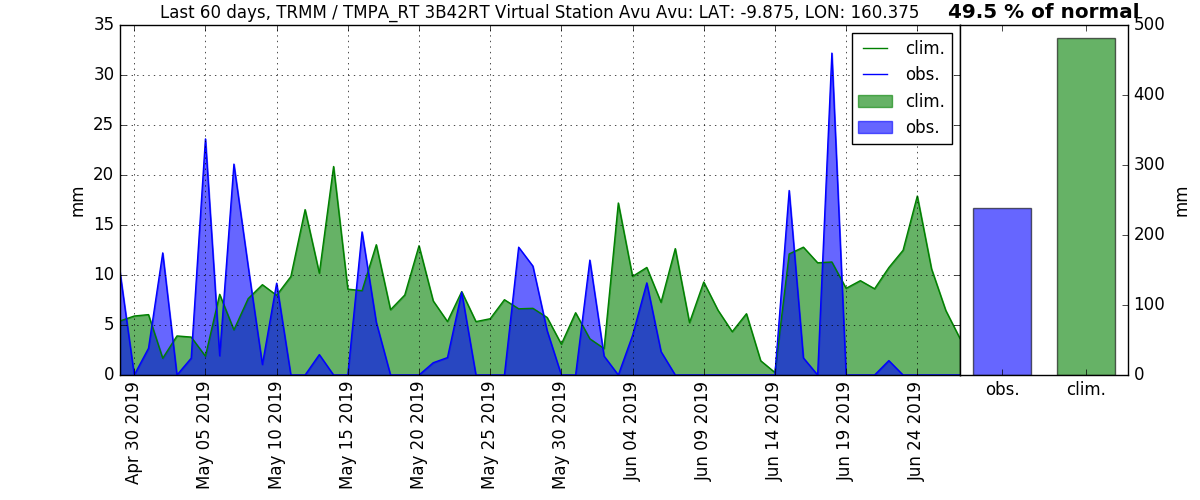 Last 60 days, TRMM / TMPA_RT 3B42RT Virtual Station Avu Avu: LAT: -9.875, LON: 160.375
49.5 % of normal
35
30
25
20
15
10
5
0
mm
clim.
obs.
clim.
obs.
500
400
300
200
100
0
mm
obs.
clim.
Apr 30 2019
May 05 2019
May 10 2019
May 15 2019
May 20 2019
May 25 2019
May 30 2019
Jun 04 2019
Jun 09 2019
Jun 14 2019
Jun 19 2019
Jun 24 2019